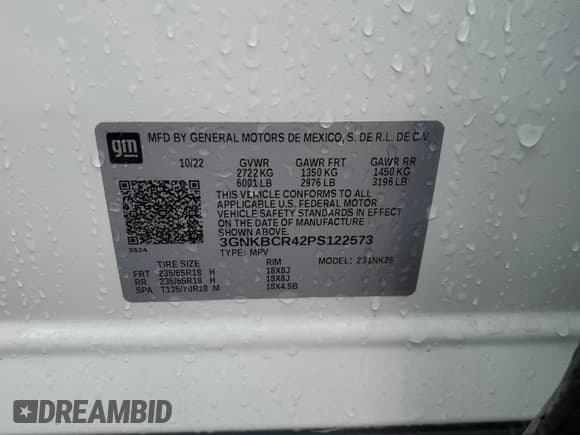 gm
MFD BY GENERAL MOTORS DE MEXICO, S. DE R.L. DE C.V.
10/22 GVWR GAWR FRT GAWR RR
2722 KG 1350 KG 1450 KG
6001 LB 2976 LB 3196 LB
THIS VEHICLE CONFORMS TO ALL
APPLICABLE U.S. FEDERAL MOTOR
VEHICLE SAFETY STANDARDS IN EFFECT
ON THE DATE OF MANUFACTURE
SHOWN ABOVE.
0624
3GNKBCR42PS122573
TYPE: MPV MODEL: 231NK26
TIRE SIZE RIM
FRT 235/65R18 H 18X8J
RR 235/65R18 H 18X8J
SPA T135/70R18 M 18X4.5B
DREAMBID